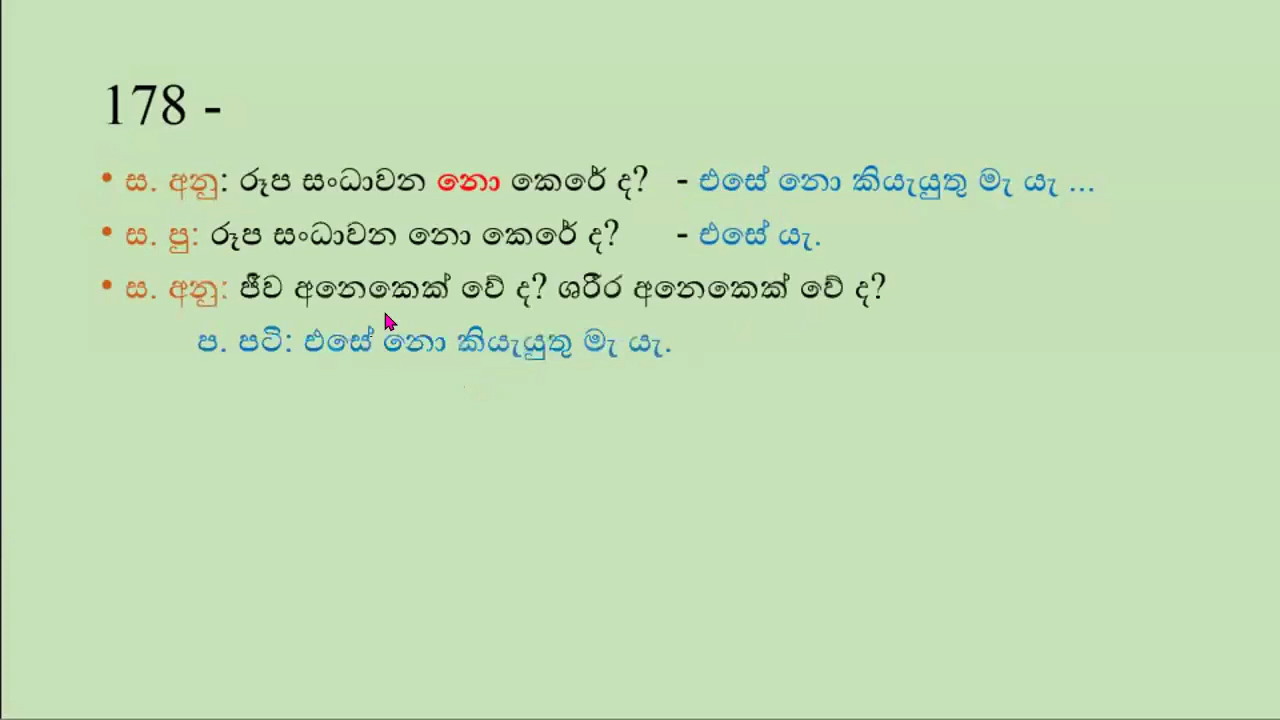 178 -
• ස. අනු: රූප සංධාවන නො කෙරේ ද? - එසේ නො කියැයුතු මැ යැ ...
• ස. පු: රූප සංධාවන නො කෙරේ ද? - එසේ යැ.
• ස. අනු: ජීව අනෙකෙක් වේ ද? ශරීර අනෙකෙක් වේ ද?
ප. පටි: එසේ නො කියැයුතු මැ යැ.